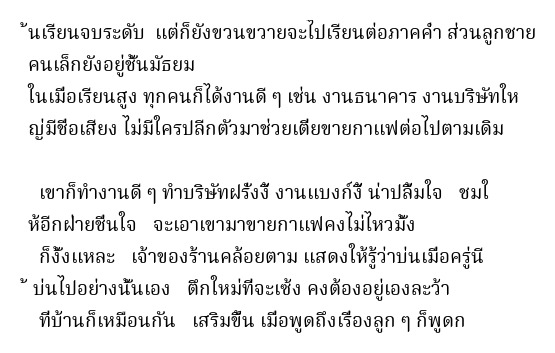 ้นเรียนจบระดับ  แต่ก็ยังขวนขวายจะไปเรียนต่อภาคค่ำ ส่วนลูกชาย
คนเล็กยังอยู่ชั้นมัธยม
ในเมื่อเรียนสูง ทุกคนก็ได้งานดี ๆ เช่น งานธนาคาร งานบริษัทให
ญ่มีชื่อเสียง ไม่มีใครปลีกตัวมาช่วยเตี่ยขายกาแฟต่อไปตามเดิม
เขาก็ทำงานดี ๆ ทำบริษัทฝรั่งงี้ งานแบงก์งี้ น่าปลื้มใจ   ชมใ
ห้อีกฝ่ายชื่นใจ   จะเอาเขามาขายกาแฟคงไม่ไหวมั้ง
ก็งั้งแหละ   เจ้าของร้านคล้อยตาม แสดงให้รู้ว่าบ่นเมื่อครู่นี
้ บ่นไปอย่างนั้นเอง   ตึกใหม่ที่จะเซ้ง คงต้องอยู่เองละว้า
ที่บ้านก็เหมือนกัน   เสริมขึ้น เมื่อพูดถึงเรื่องลูก ๆ ก็พูดก